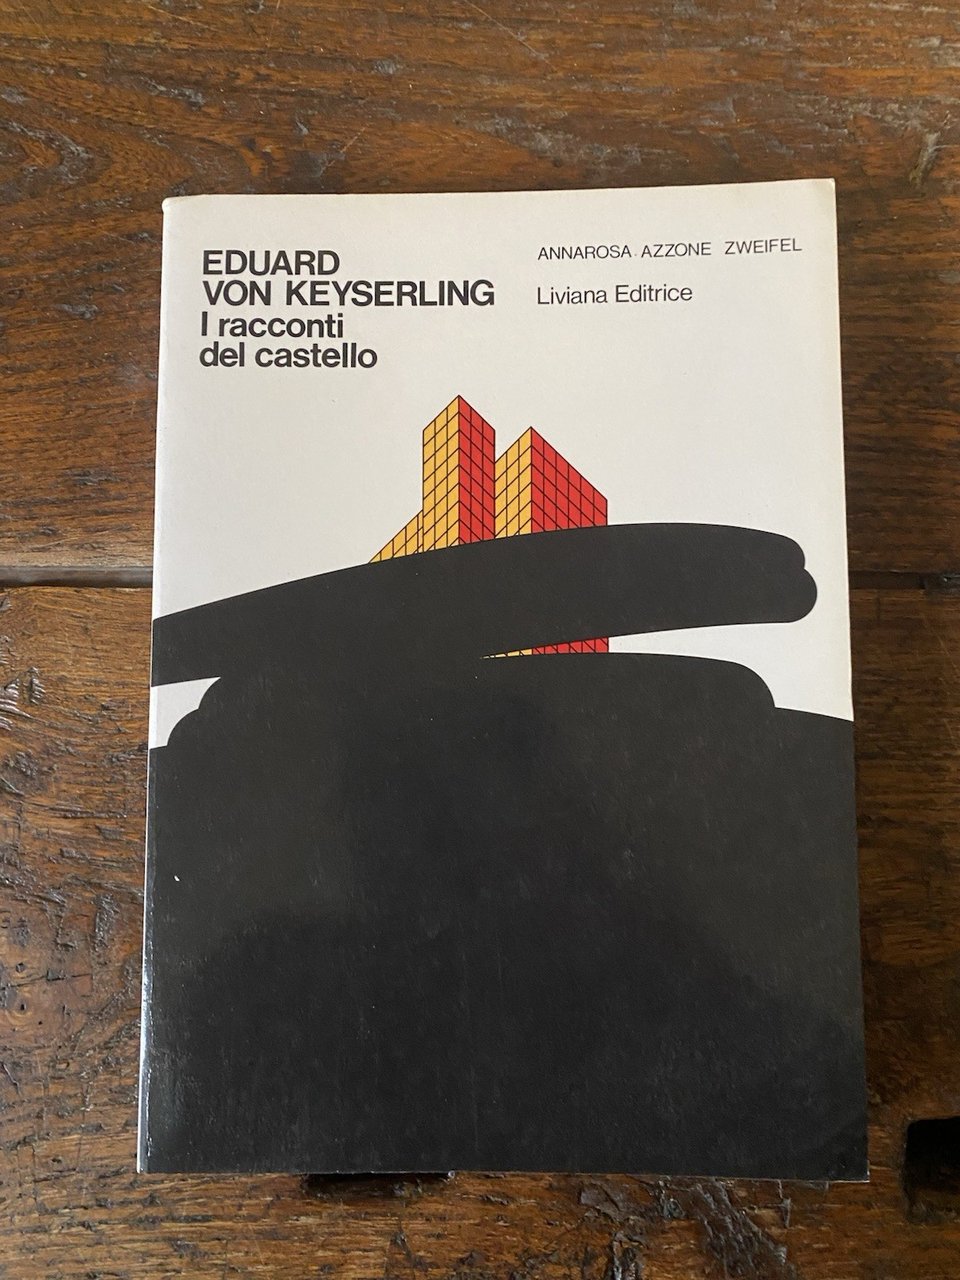 EDUARD
VON KEYSERLING
I racconti
del castello
ANNAROSA AZZONE ZWEIFEL
Liviana Editrice